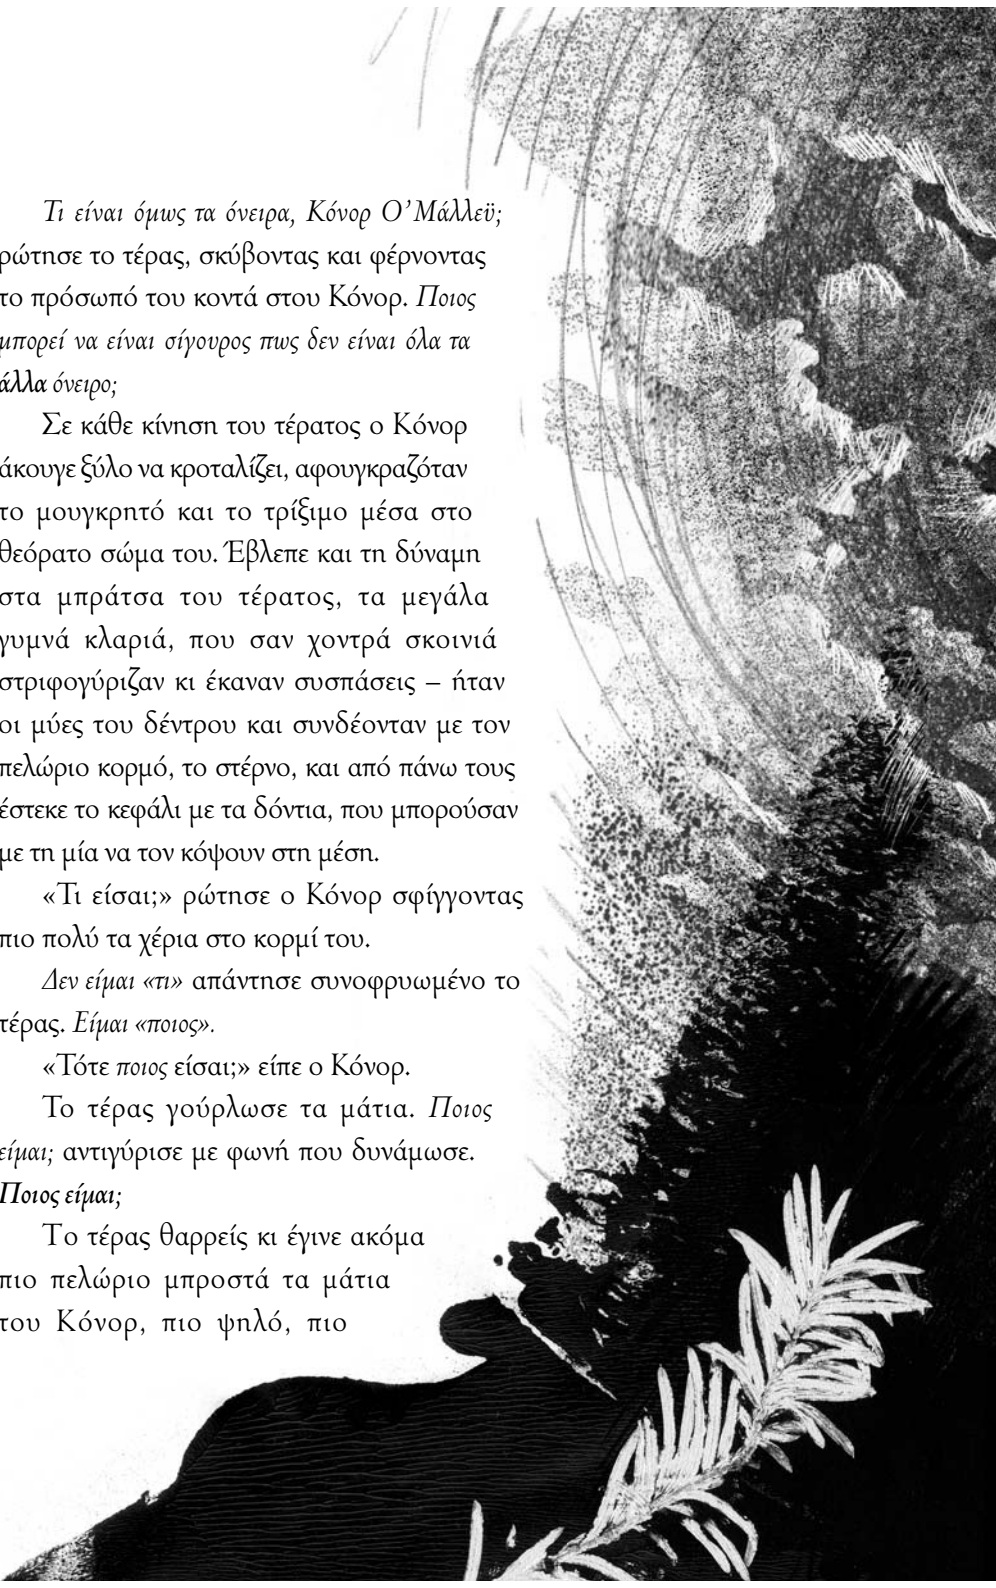 Τι είναι όμως τα όνειρα, Κόνορ Ο’Μάλλεϋ;
ρώτησε το τέρας, σκύβοντας και φέρνοντας
το πρόσωπό του κοντά στου Κόνορ. Ποιος
μπορεί να είναι σίγουρος πως δεν είναι όλα τα
άλλα όνειρο;
Σε κάθε κίνηση του τέρατος ο Κόνορ
άκουγε ξύλο να κροταλίζει, αφουγκραζόταν
το μουγκρητό και το τρίξιμο μέσα στο
θεόρατο σώμα του. Έβλεπε και τη δύναμη
στα μπράτσα του τέρατος, τα μεγάλα
γυμνά κλαριά, που σαν χοντρά σκοινιά
στριφογύριζαν κι έκαναν συσπάσεις – ήταν
οι μύες του δέντρου και συνδέονταν με τον
πελώριο κορμό, το στέρνο, και από πάνω τους
έστεκε το κεφάλι με τα δόντια, που μπορούσαν
με τη μία να τον κόψουν στη μέση.
«Τι είσαι;» ρώτησε ο Κόνορ σφίγγοντας
πιο πολύ τα χέρια στο κορμί του.
Δεν είμαι «τι» απάντησε συνοφρυωμένο το
τέρας. Είμαι «ποιος».
«Τότε ποιος είσαι;» είπε ο Κόνορ.
Το τέρας γούρλωσε τα μάτια. Ποιος
είμαι; αντιγύρισε με φωνή που δυνάμωσε.
Ποιος είμαι;
Το τέρας θαρρείς κι έγινε ακόμα
πιο πελώριο μπροστά τα μάτια
του Κόνορ, πιο ψηλό, πιο